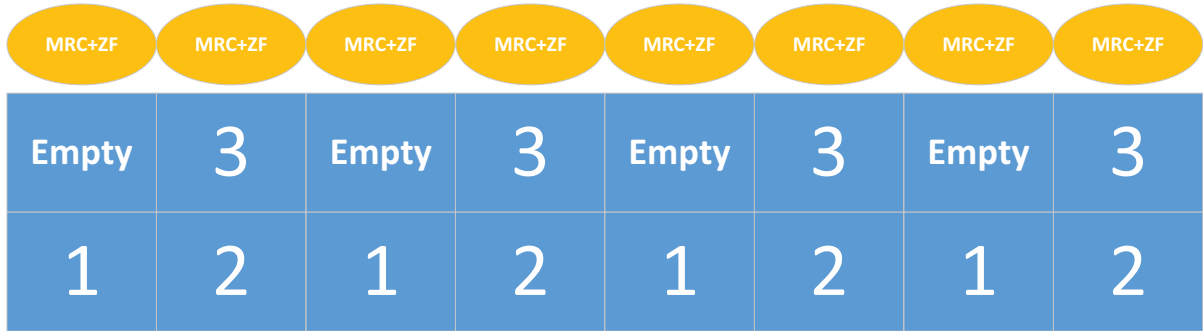 MRC+ZF MRC+ZF MRC+ZF MRC+ZF MRC+ZF MRC+ZF MRC+ZF MRC+ZF
Empty 3 Empty 3 Empty 3 Empty 3
1 2 1 2 1 2 1 2